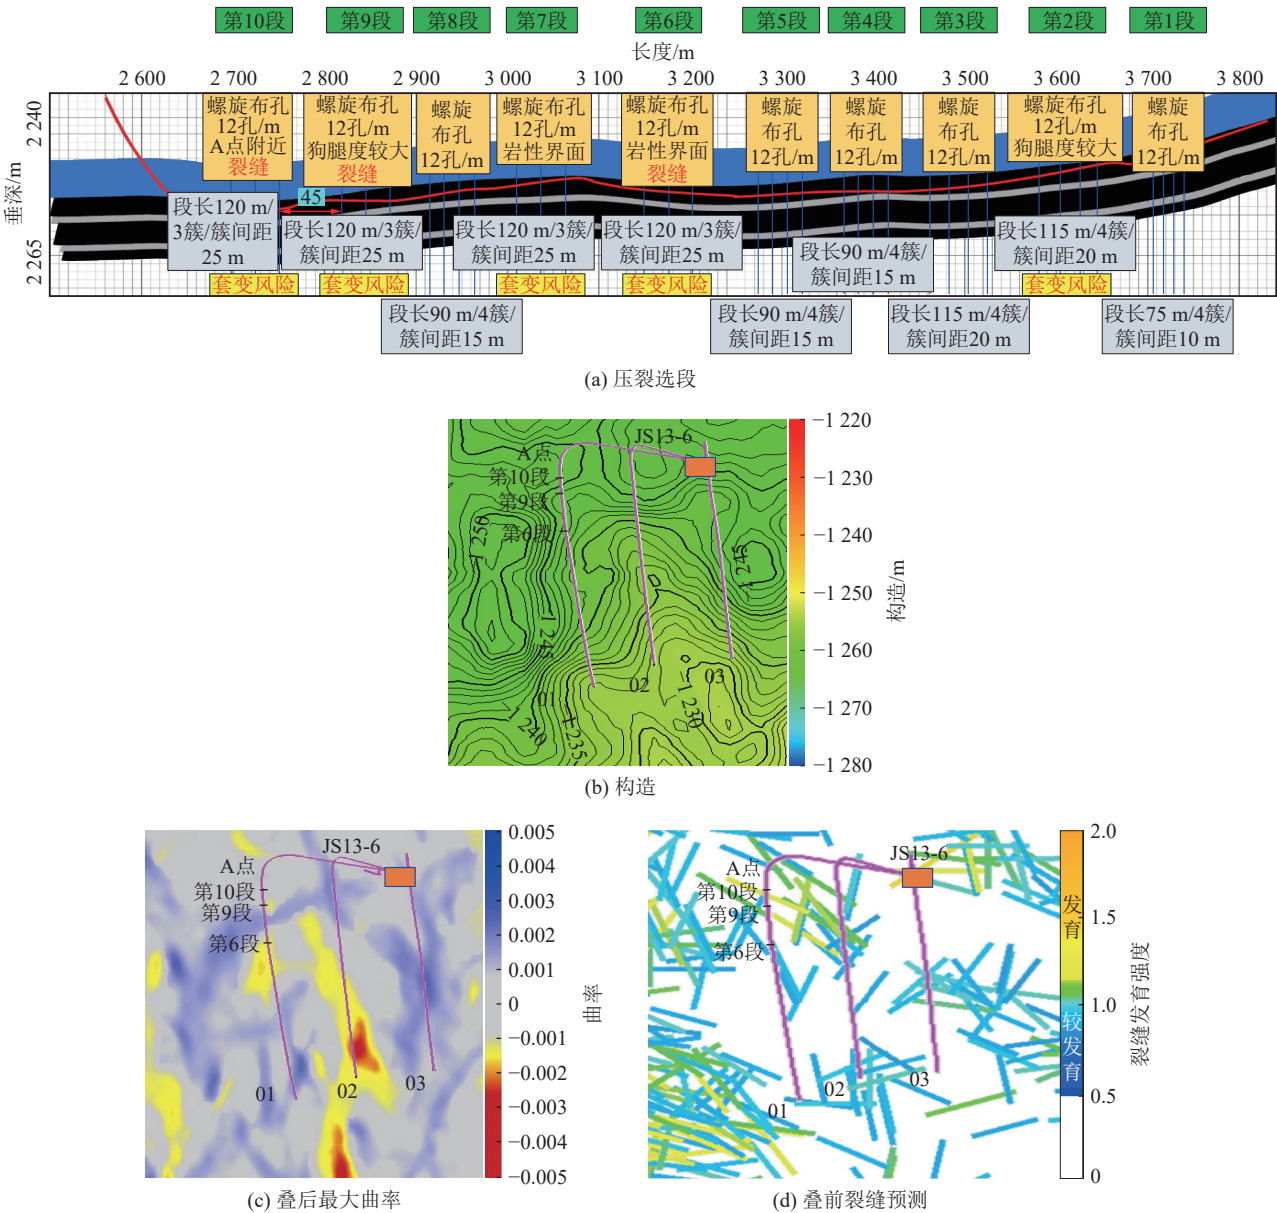 第10段
第9段
第8段
第7段
第6段
第5段
第4段
第3段
第2段
第1段
长度/m
2 600
2 700
2 800
2 900
3 000
3 100
3 200
3 300
3 400
3 500
3 600
3 700
3 800
垂深/m
2 240
2 265
螺旋布孔
12孔/m
A点附近
裂缝
螺旋布孔
12孔/m
狗腿度较大
裂缝
螺旋
布孔
12孔/m
螺旋布孔
12孔/m
岩性界面
螺旋布孔
12孔/m
岩性界面
裂缝
螺旋
布孔
12孔/m
螺旋
布孔
12孔/m
螺旋
布孔
12孔/m
螺旋布孔
12孔/m
狗腿度较大
螺旋
布孔
12孔/m
45
段长120 m/
3簇/簇间距
25 m
段长120 m/3簇/
簇间距25 m
段长120 m/3簇/
簇间距25 m
段长120 m/3簇/
簇间距25 m
段长90 m/4簇/
簇间距15 m
段长115 m/4簇/
簇间距20 m
套变风险
套变风险
套变风险
套变风险
套变风险
段长90 m/4簇/
簇间距15 m
段长90 m/4簇/
簇间距15 m
段长115 m/4簇/
簇间距20 m
段长75 m/4簇/
簇间距10 m
(a) 压裂选段
JS13-6
A点
第10段
第9段
第6段
−1 250
−1 245
−1 245
01
02
03
−1 240
−1 235
−1 230
−1 220
−1 230
−1 240
−1 250
−1 260
−1 270
−1 280
构造/m
(b) 构造
JS13-6
A点
第10段
第9段
第6段
01
02
03
0.005
0.004
0.003
0.002
0.001
0
−0.001
−0.002
−0.003
−0.004
−0.005
曲率
(c) 叠后最大曲率
JS13-6
A点
第10段
第9段
第6段
01
02
03
2.0
1.5
1.0
0.5
0
发育
较发育
裂缝发育强度
(d) 叠前裂缝预测